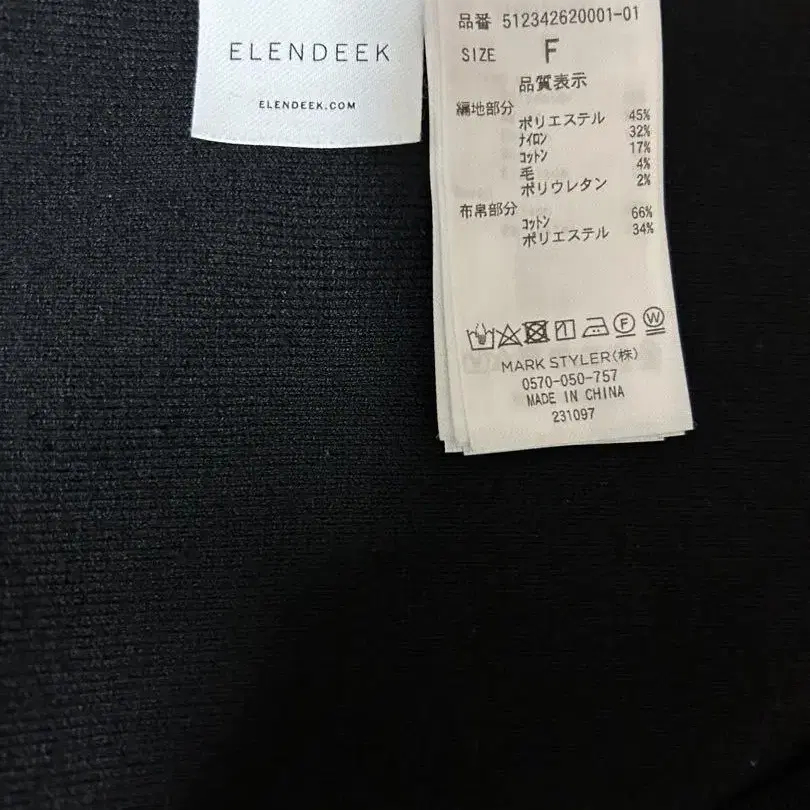 ELENDEEK
ELENDEEK.COM
品番 512342620001-01
SIZE F
品質表示
編地部分
ポリエステル 45%
ﾅｲﾛﾝ 32%
ｺｯﾄﾝ 17%
毛 4%
ポリウレタン 2%
布帛部分
ｺｯﾄﾝ 66%
ポリエステル 34%
F W
MARK STYLER(株)
0570-050-757
MADE IN CHINA
231097